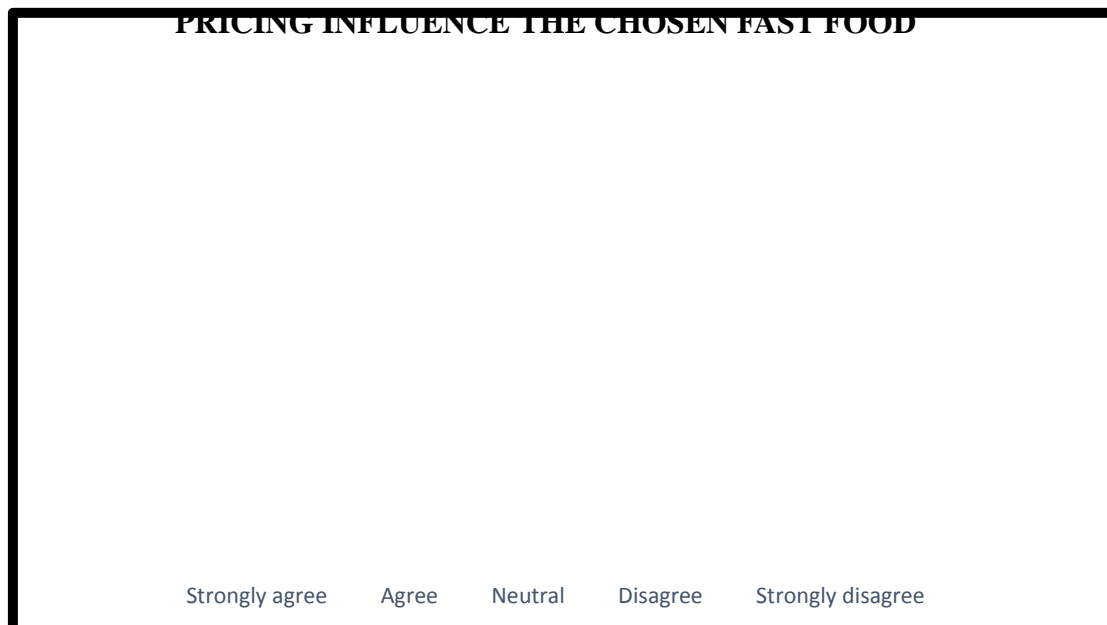 PRICING INFLUENCE THE CHOSEN FAST FOOD
Strongly agree Agree Neutral Disagree Strongly disagree